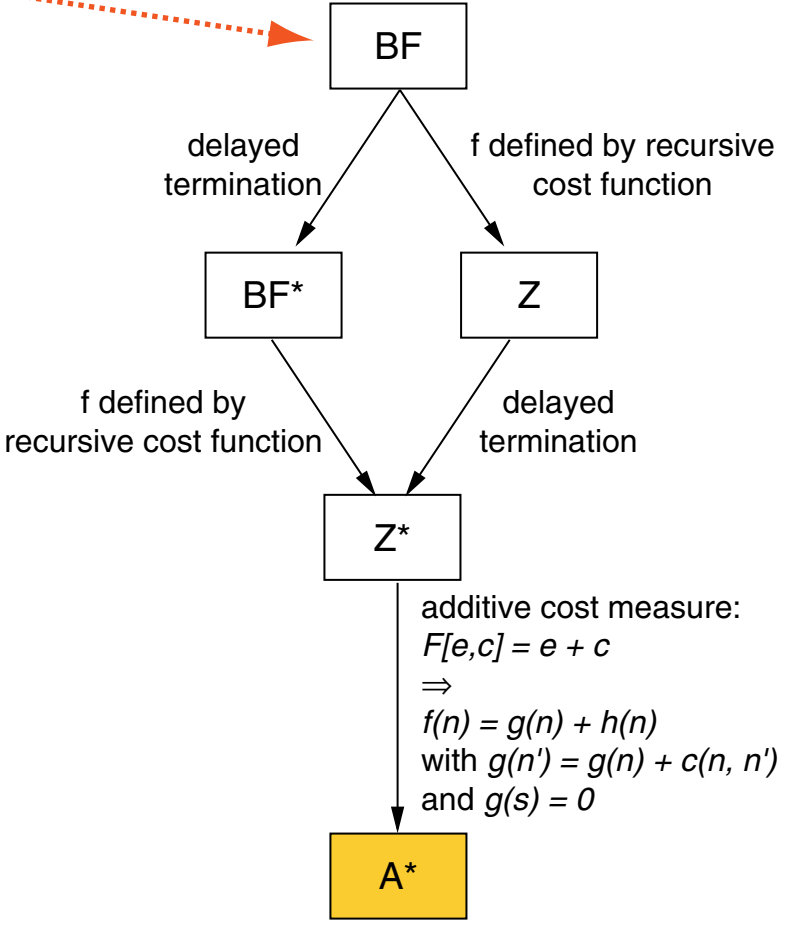 BF
delayed
termination
f defined by recursive
cost function
BF*
Z
f defined by
recursive cost function
delayed
termination
Z*
additive cost measure:
F[e,c] = e + c
⇒
f(n) = g(n) + h(n)
with g(n') = g(n) + c(n, n')
and g(s) = 0
A*